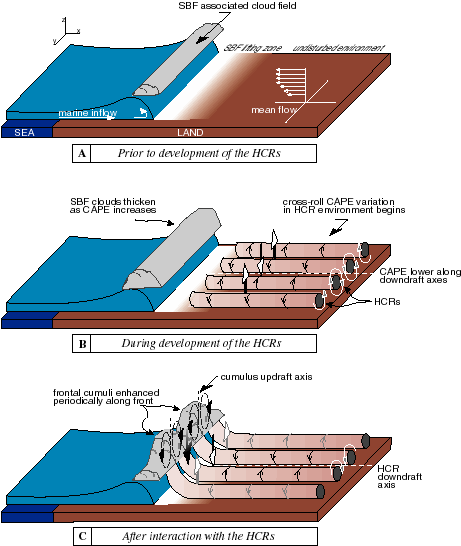 SBF associated cloud field
z
y
x
SBF lifting zone undisturbed environment
marine inflow
mean flow
SEA
LAND
A Prior to development of the HCRs
SBF clouds thicken
as CAPE increases
cross-roll CAPE variation
in HCR environment begins
CAPE lower along
downdraft axes
HCRs
B During development of the HCRs
cumulus updraft axis
frontal cumuli enhanced
periodically along front
HCR
downdraft
axis
C After interaction with the HCRs